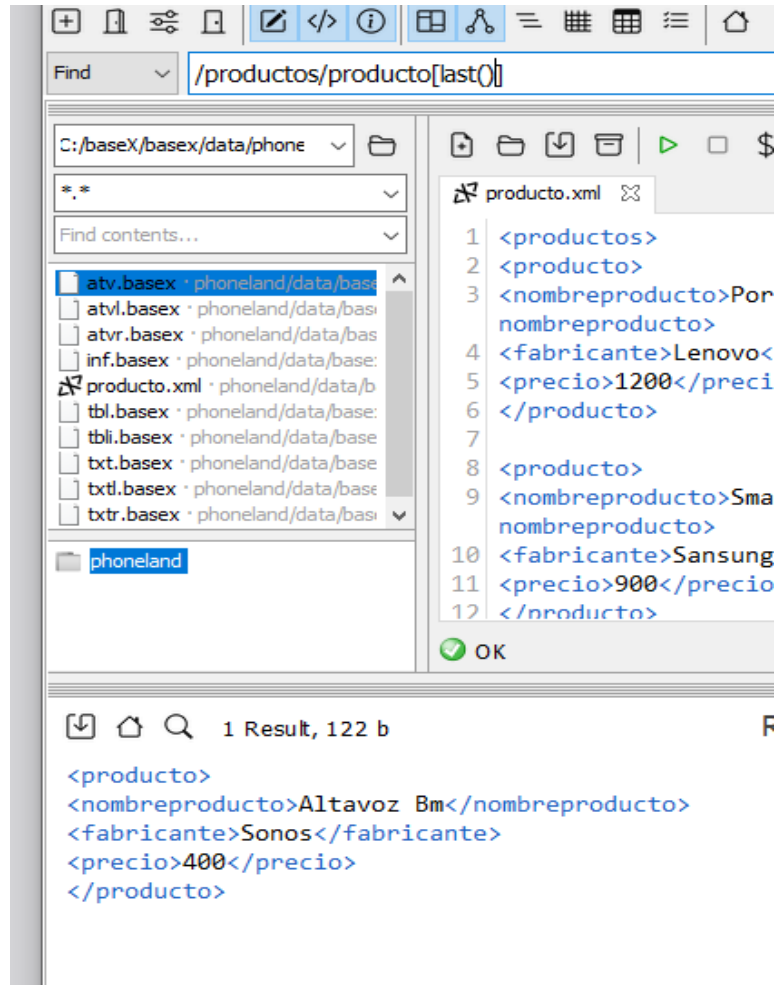 Find
/productos/producto[last()]
C:/baseX/basex/data/phone
*.*
Find contents...
atv.basex · phoneland/data/base
atvl.basex · phoneland/data/bas
atvr.basex · phoneland/data/bas
inf.basex · phoneland/data/base
producto.xml · phoneland/data/b
tbl.basex · phoneland/data/base
tbli.basex · phoneland/data/base
txt.basex · phoneland/data/base
txtl.basex · phoneland/data/base
txtr.basex · phoneland/data/bas
phoneland
producto.xml
1 <productos>
2 <producto>
3 <nombreproducto>Por
nombreproducto>
4 <fabricante>Lenovo<
5 <precio>1200</preci
6 </producto>
7
8 <producto>
9 <nombreproducto>Sma
nombreproducto>
10 <fabricante>Sansung
11 <precio>900</precio
12 </producto>
OK
1 Result, 122 b
R
<producto>
<nombreproducto>Altavoz Bm</nombreproducto>
<fabricante>Sonos</fabricante>
<precio>400</precio>
</producto>